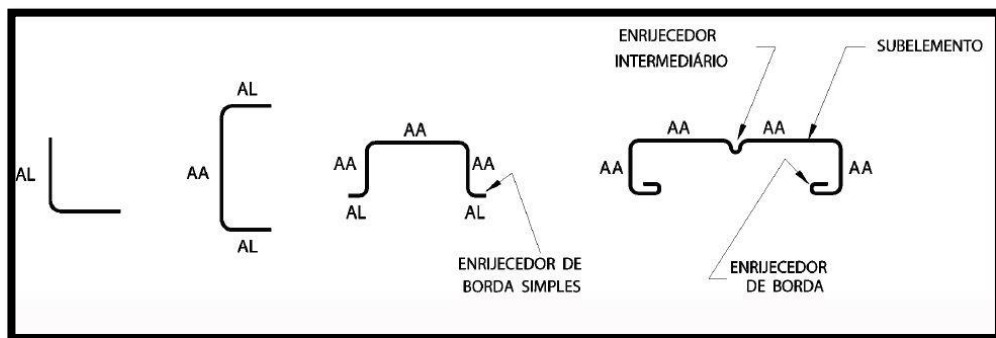 AL
AL
AA
AL
AA
AA
AA
AL
AL
ENRIJECEDOR DE
BORDA SIMPLES
ENRIJECEDOR
INTERMEDIÁRIO
SUBELEMENTO
AA
AA
AA
AA
ENRIJECEDOR
DE BORDA